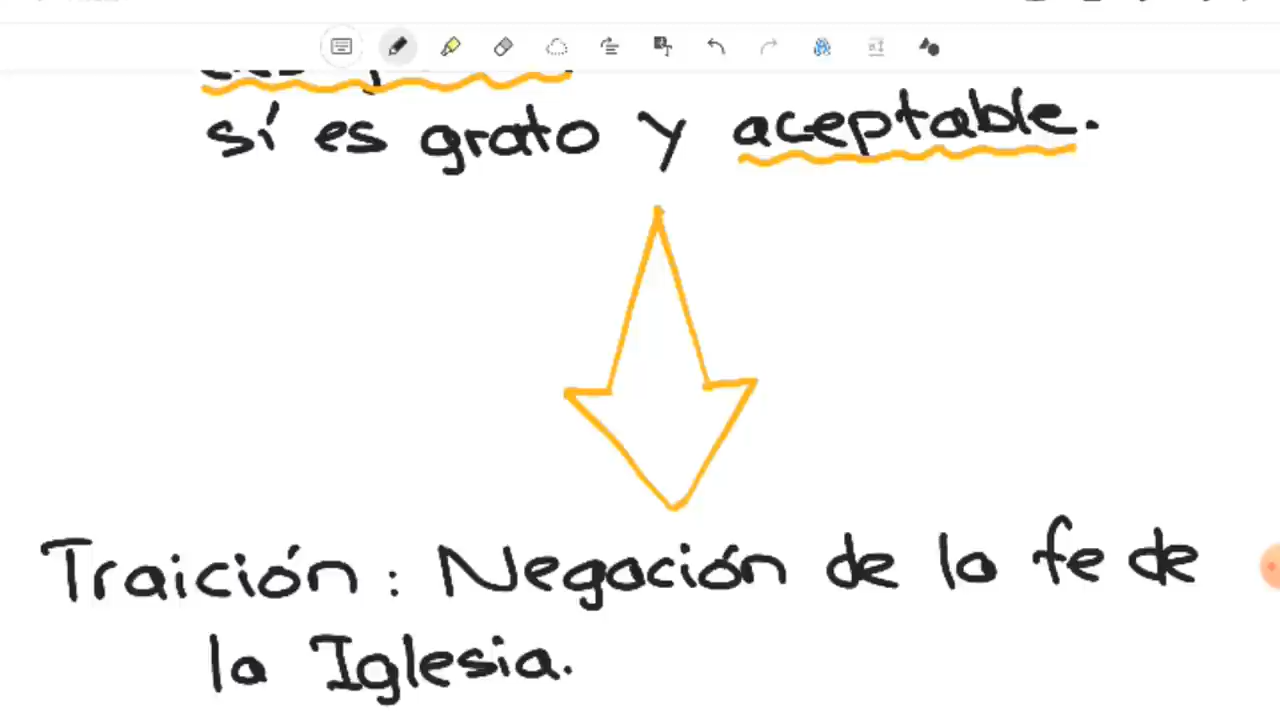 sí es grato y aceptable.
Traición: Negación de la fe de
la Iglesia.